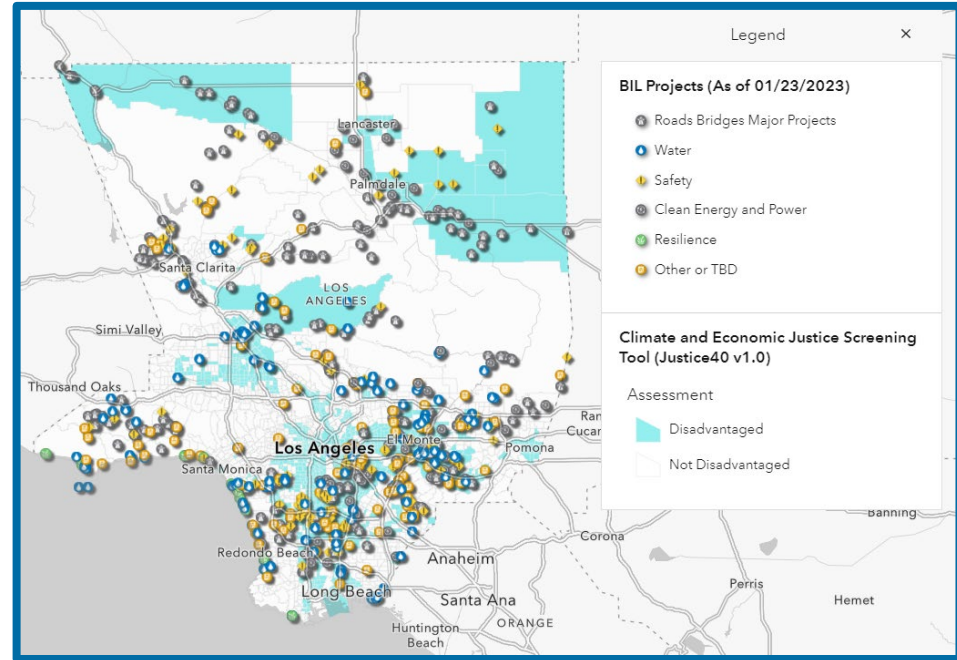 Legend
×
BIL Projects (As of 01/23/2023)
Roads Bridges Major Projects
Water
Safety
Clean Energy and Power
Resilience
Other or TBD
Climate and Economic Justice Screening
Tool (Justice40 v1.0)
Assessment
Disadvantaged
Not Disadvantaged
Lancaster
Palmdale
Santa Clarita
LOS
ANGELES
Simi Valley
Thousand Oaks
Ran
Cucar
Los Angeles
El Monte
Pomona
Santa Monica
Banning
Corona
Redondo Beach
Anaheim
Perris
Long Beach
Santa Ana
Hemet
Huntington
Beach
ORANGE